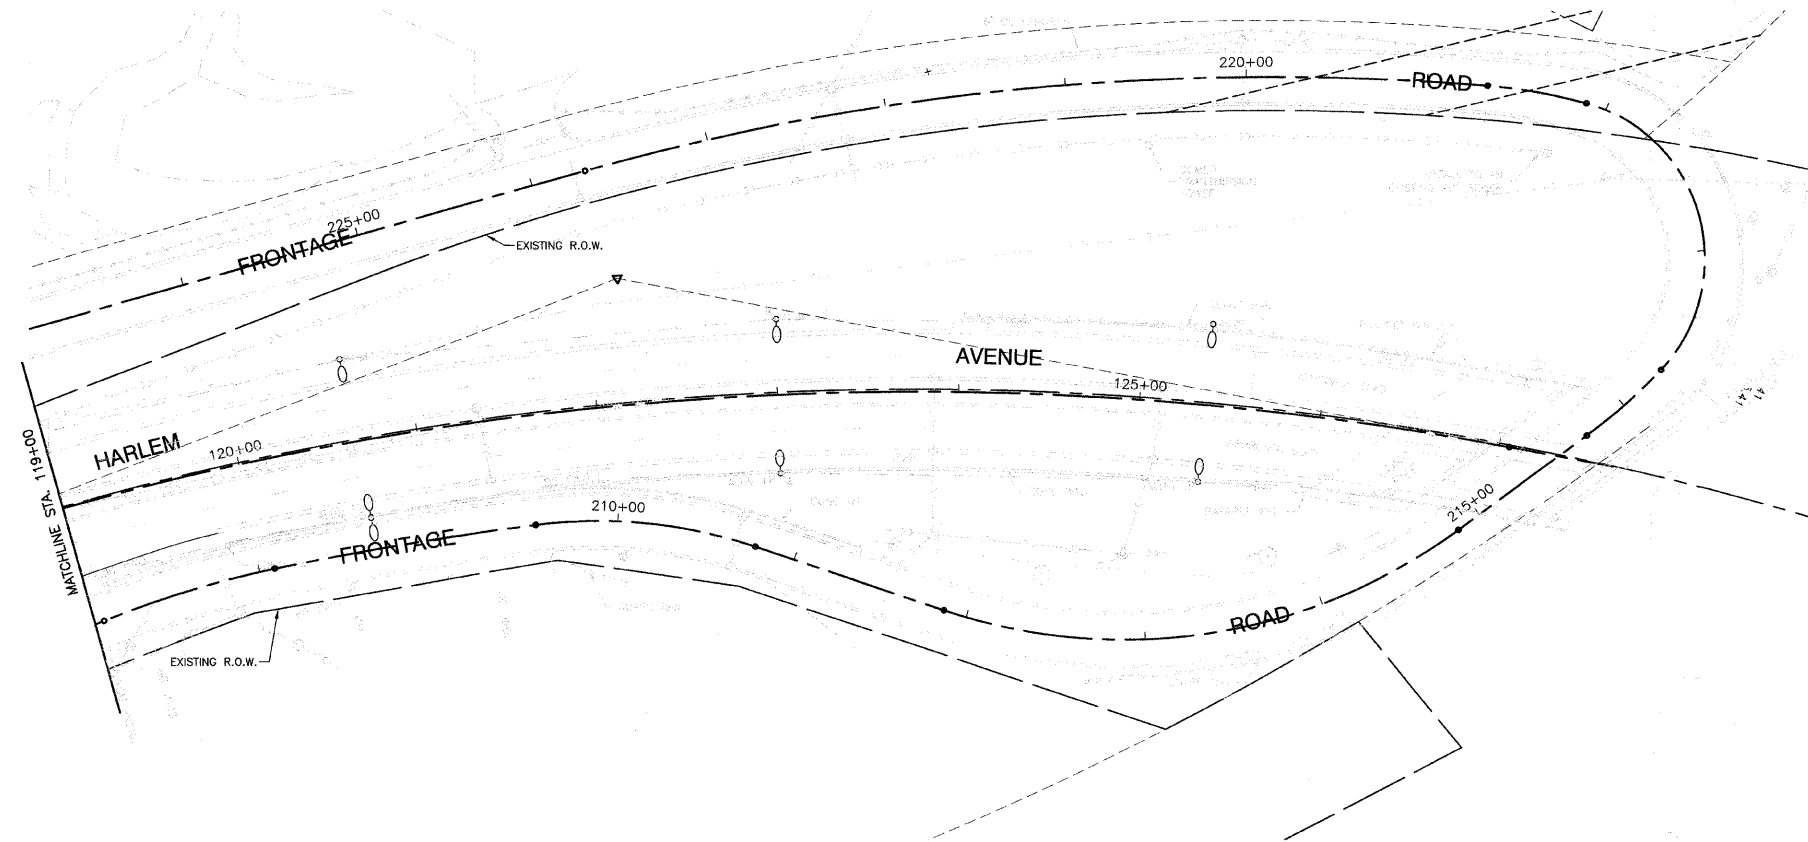 220+00
ROAD
225+00
FRONTAGE
EXISTING R.O.W.
AVENUE
125+00
HARLEM
120+00
MATCHLINE STA. 119+00
210+00
FRONTAGE
215+00
ROAD
EXISTING R.O.W.